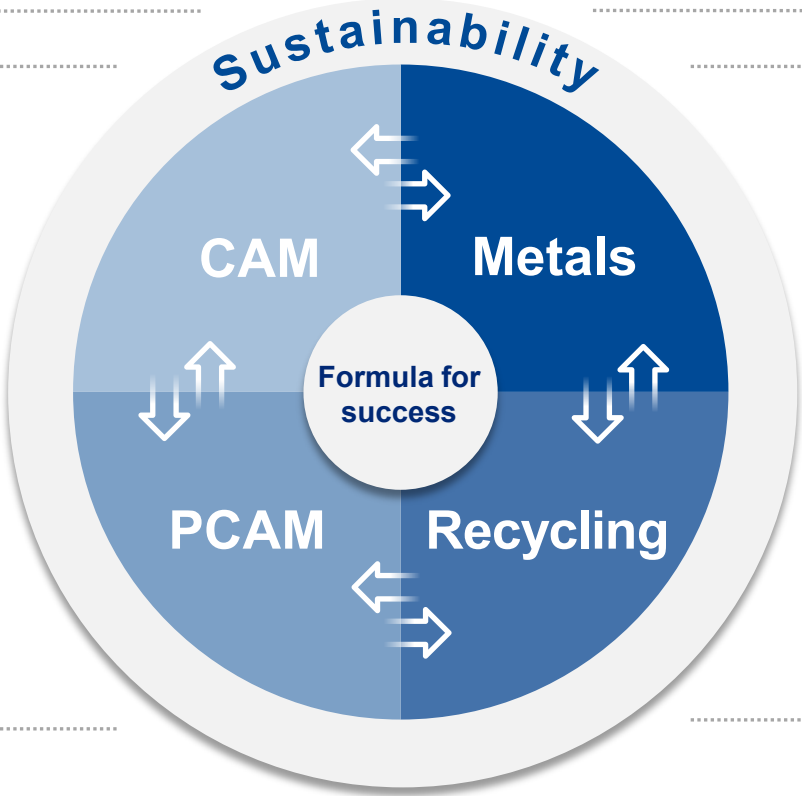 Sustainability
CAM
Metals
Formula for
success
PCAM
Recycling